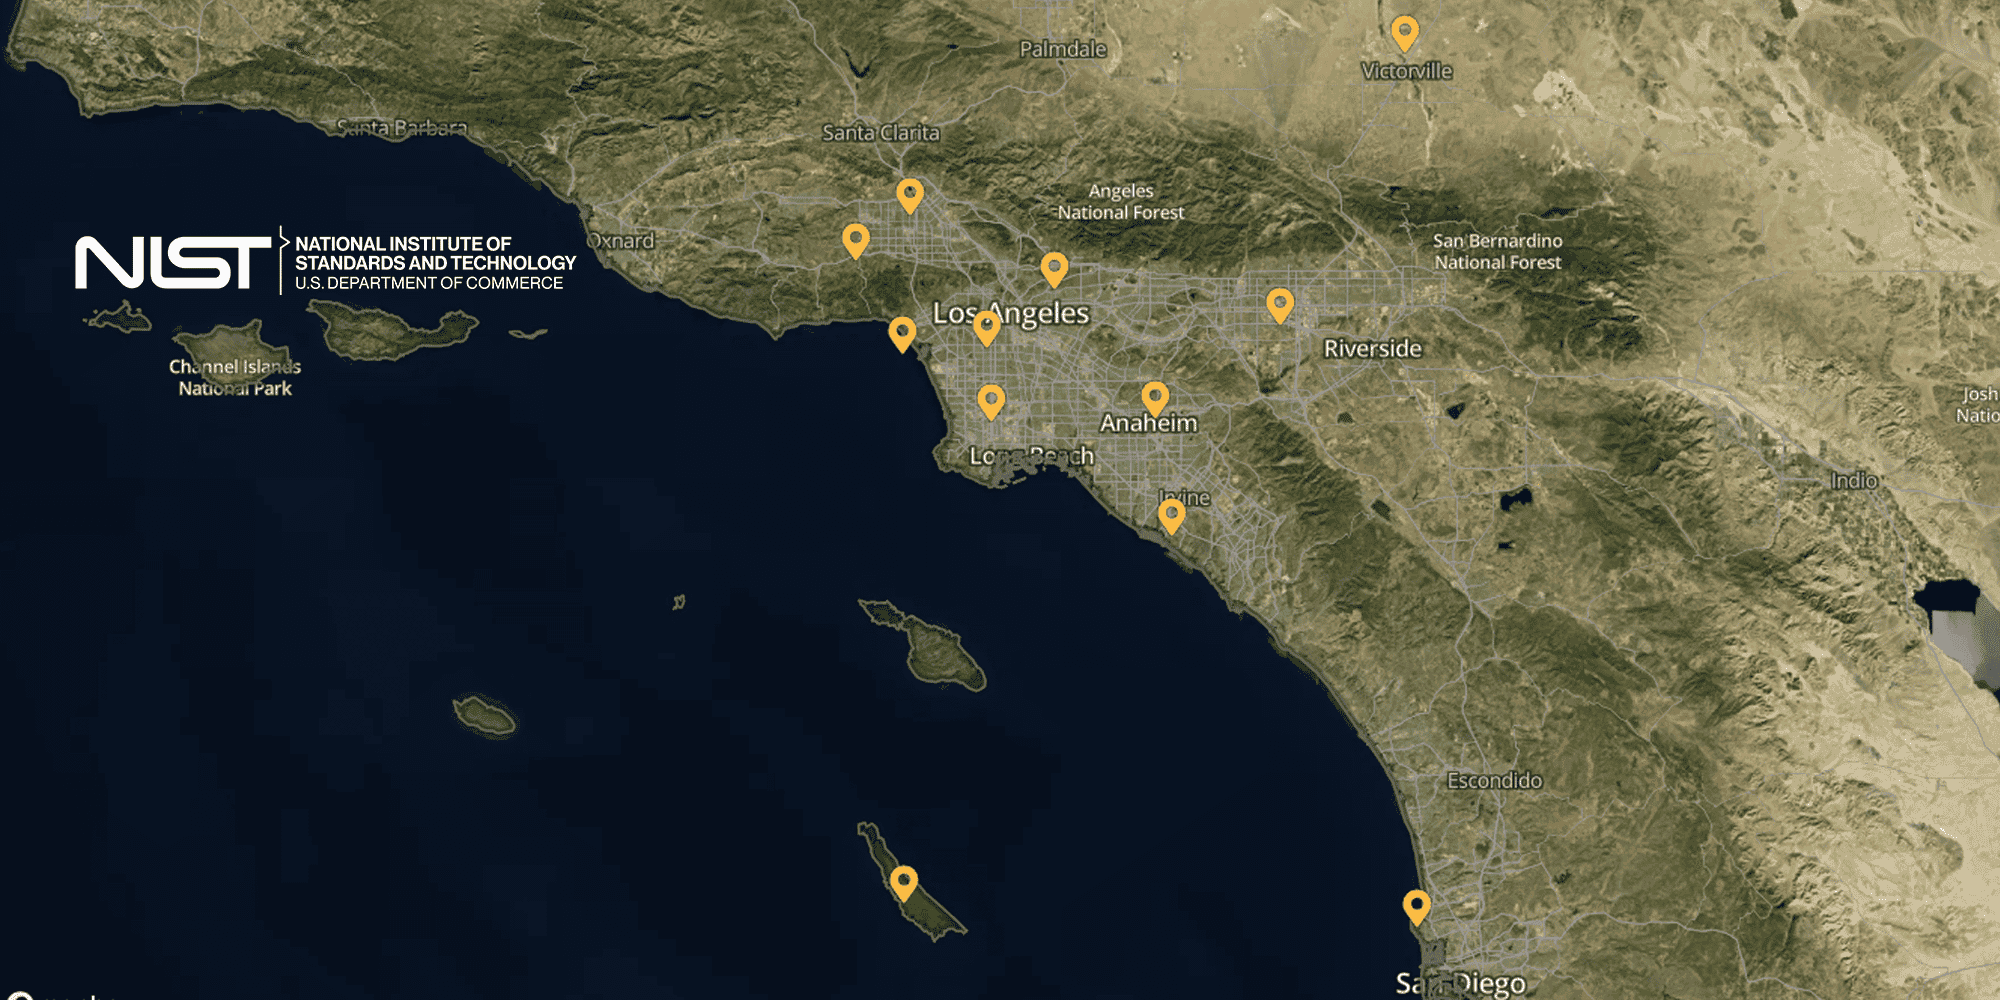 Palmdale
Victorville
Santa Barbara
Santa Clarita
Angeles
National Forest
Oxnard
San Bernardino
National Forest
NIST
NATIONAL INSTITUTE OF
STANDARDS AND TECHNOLOGY
U.S. DEPARTMENT OF COMMERCE
Los Angeles
Riverside
Channel Islands
National Park
Josh
Natio
Anaheim
Long Beach
Indio
Irvine
Escondido
San Diego